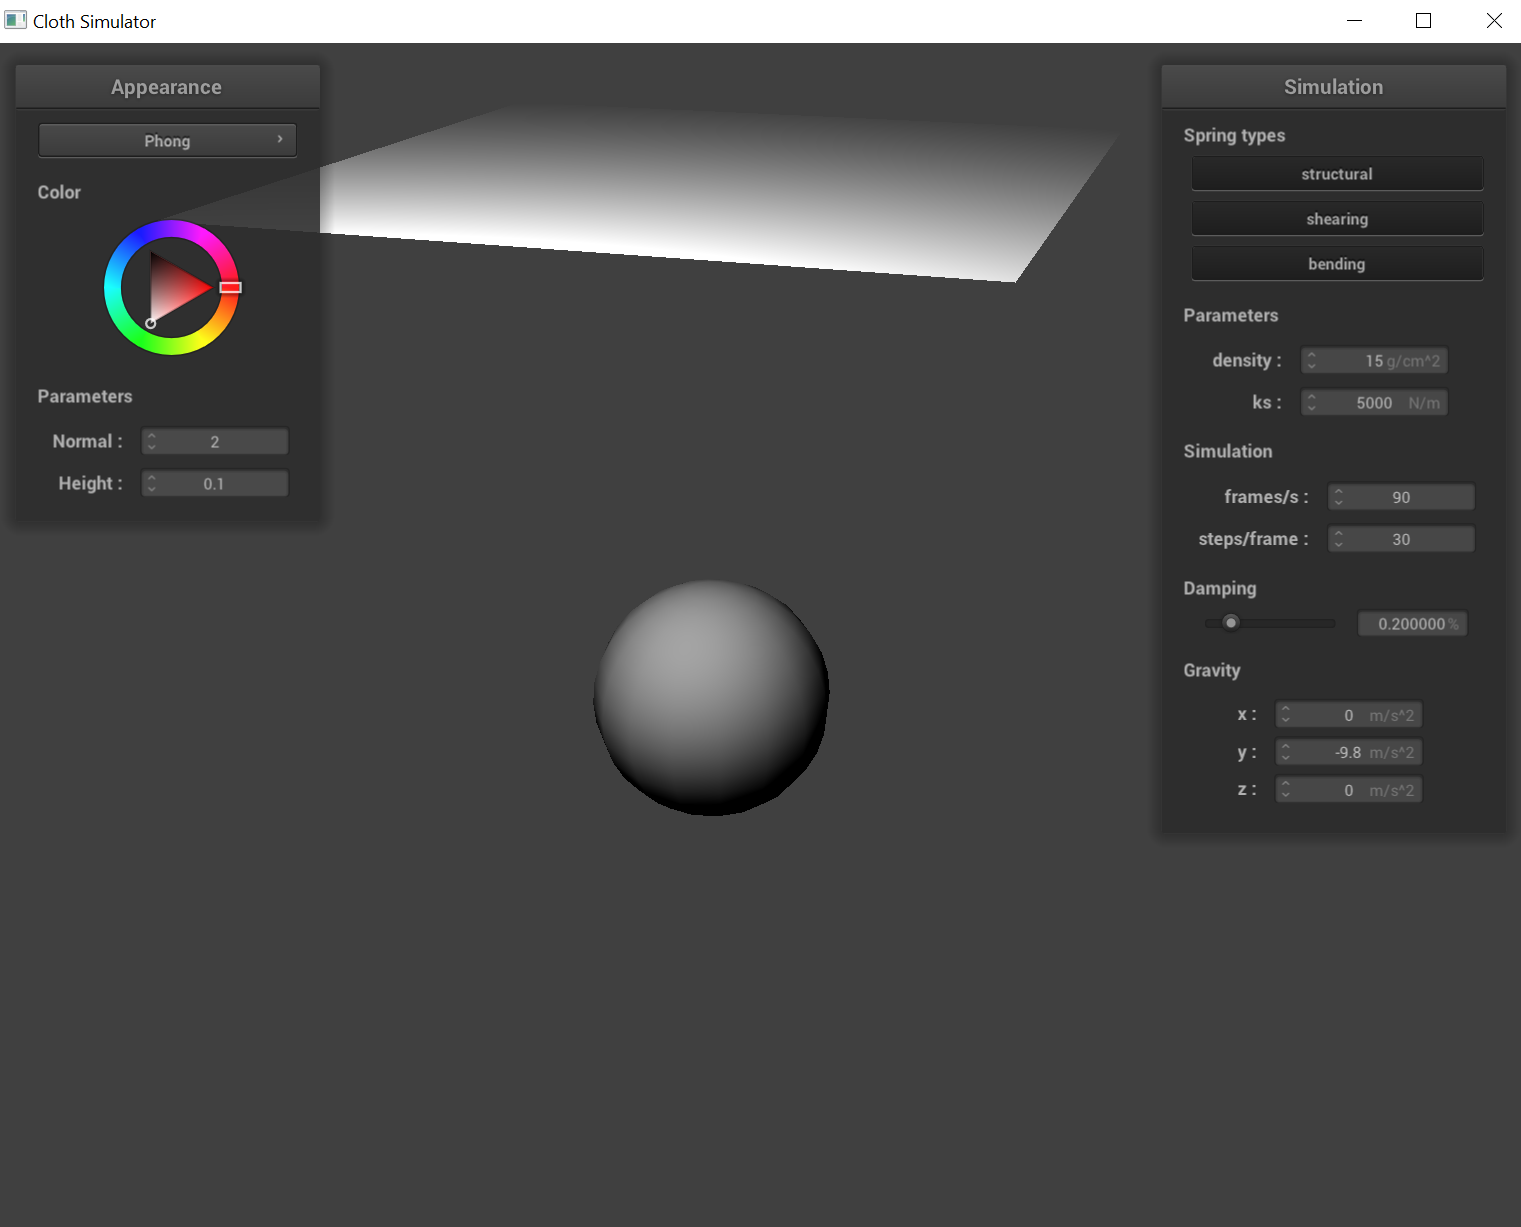 Cloth Simulator
Appearance
Phong
Color
Parameters
Normal : 2
Height : 0.1
Simulation
Spring types
structural
shearing
bending
Parameters
density : 15 g/cm^2
ks : 5000 N/m
Simulation
frames/s : 90
steps/frame : 30
Damping
0.200000 %
Gravity
x : 0 m/s^2
y : -9.8 m/s^2
z : 0 m/s^2